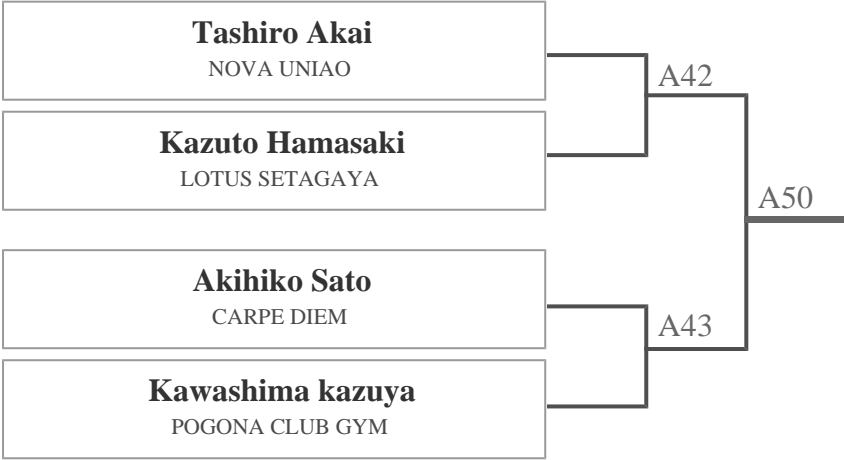 Tashiro Akai
NOVA UNIAO
A42
Kazuto Hamasaki
LOTUS SETAGAYA
A50
Akihiko Sato
CARPE DIEM
A43
Kawashima kazuya
POGONA CLUB GYM